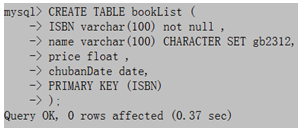 mysql> CREATE TABLE bookList (
-> ISBN varchar(100) not null ,
-> name varchar(100) CHARACTER SET gb2312,
-> price float ,
-> chubanDate date,
-> PRIMARY KEY (ISBN)
-> );
Query OK, 0 rows affected (0.37 sec)